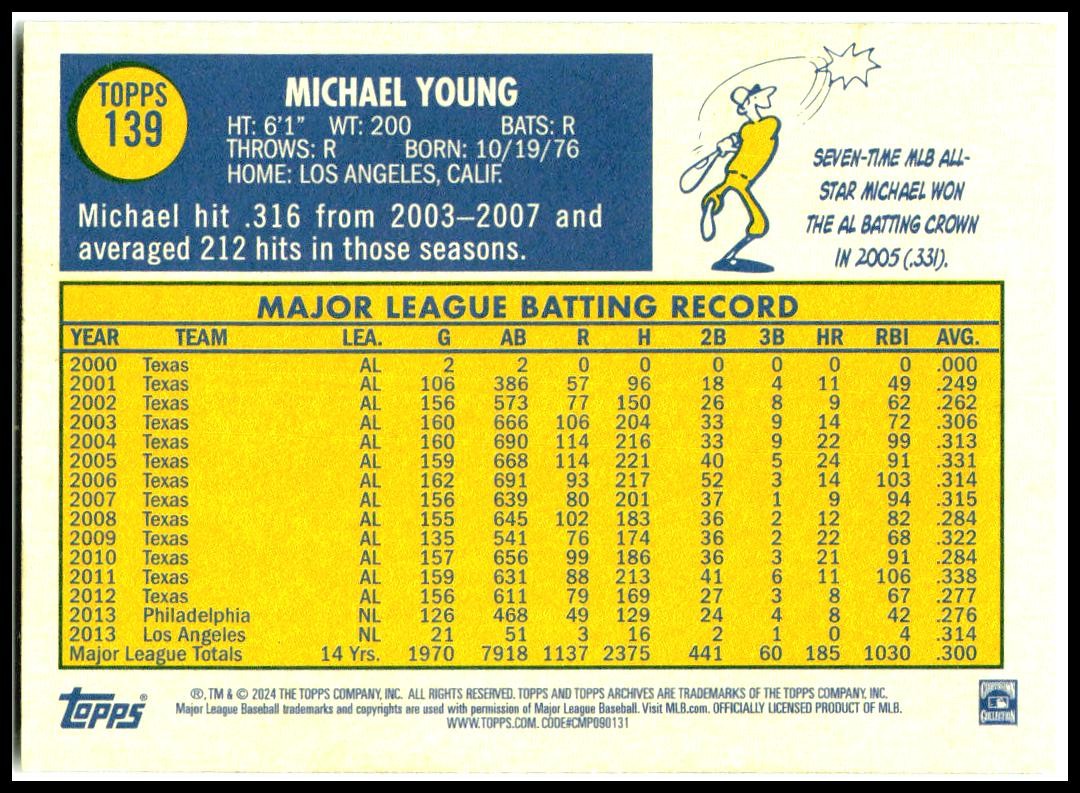 TOPPS
139
MICHAEL YOUNG
HT: 6'1" WT: 200 BATS: R
THROWS: R BORN: 10/19/76
HOME: LOS ANGELES, CALIF.
Michael hit .316 from 2003–2007 and
averaged 212 hits in those seasons.
SEVEN-TIME MLB ALL-
STAR MICHAEL WON
THE AL BATTING CROWN
IN 2005 (.331).
MAJOR LEAGUE BATTING RECORD
YEAR TEAM LEA. G AB R H 2B 3B HR RBI AVG.
2000 Texas AL 2 2 0 0 0 0 0 0 .000
2001 Texas AL 106 386 57 96 18 4 11 49 .249
2002 Texas AL 156 573 77 150 26 8 9 62 .262
2003 Texas AL 160 666 106 204 33 9 14 72 .306
2004 Texas AL 160 690 114 216 33 9 22 99 .313
2005 Texas AL 159 668 114 221 40 5 24 91 .331
2006 Texas AL 162 691 93 217 52 3 14 103 .314
2007 Texas AL 156 639 80 201 37 1 9 94 .315
2008 Texas AL 155 645 102 183 36 2 12 82 .284
2009 Texas AL 135 541 76 174 36 2 22 68 .322
2010 Texas AL 157 656 99 186 36 3 21 91 .284
2011 Texas AL 159 631 88 213 41 6 11 106 .338
2012 Texas AL 156 611 79 169 27 3 8 67 .277
2013 Philadelphia NL 126 468 49 129 24 4 8 42 .276
2013 Los Angeles NL 21 51 3 16 2 1 0 4 .314
Major League Totals 14 Yrs. 1970 7918 1137 2375 441 60 185 1030 .300
Topps®
®, TM & © 2024 THE TOPPS COMPANY, INC. ALL RIGHTS RESERVED. TOPPS AND TOPPS ARCHIVES ARE TRADEMARKS OF THE TOPPS COMPANY, INC.
Major League Baseball trademarks and copyrights are used with permission of Major League Baseball. Visit MLB.com. OFFICIALLY LICENSED PRODUCT OF MLB.
WWW.TOPPS.COM. CODE#CMP090131
COOPERSTOWN
COLLECTION